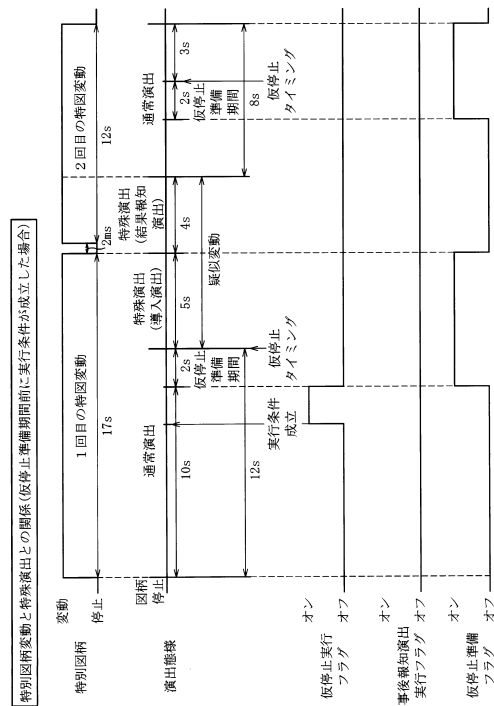 特別図柄変動と特殊演出との関係(仮停止準備期間前に実行条件が成立した場合)
特別図柄
変動
停止
1回目の特図変動
17s
2ms
2回目の特図変動
12s
演出態様
図柄
停止
通常演出
10s
2s
仮停止
準備
期間
特殊演出
(導入演出)
5s
特殊演出
(結果報知
演出)
4s
通常演出
2s
仮停止
準備
期間
3s
12s
疑似変動
8s
実行条件
成立
仮停止
タイミング
仮停止
タイミング
仮停止実行
フラグ
オン
オフ
事後報知演出
実行フラグ
オン
オフ
仮停止準備
フラグ
オン
オフ